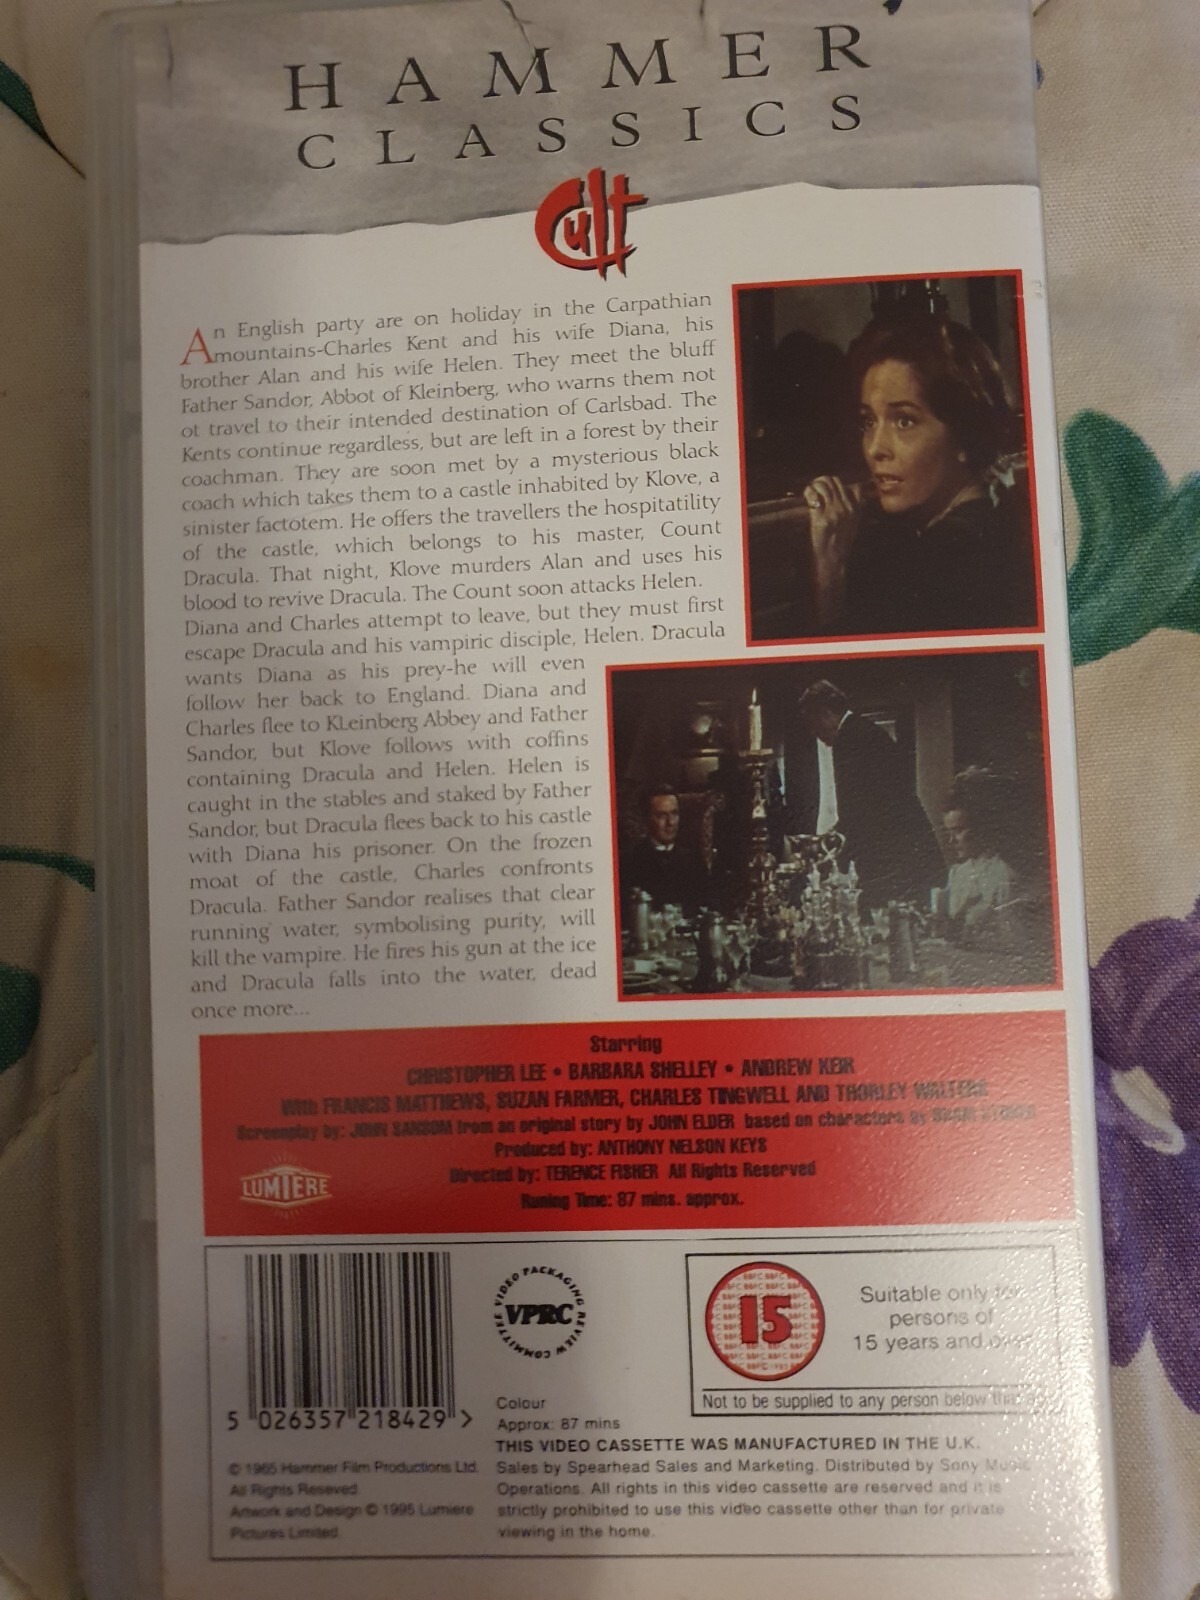 HAMMER
CLASSICS
Cult
An English party are on holiday in the Carpathian
mountains-Charles Kent and his wife Diana, his
brother Alan and his wife Helen. They meet the bluff
Father Sandor, Abbot of Kleinberg, who warns them not
ot travel to their intended destination of Carlsbad. The
Kents continue regardless, but are left in a forest by their
coachman. They are soon met by a mysterious black
coach which takes them to a castle inhabited by Klove, a
sinister factotem. He offers the travellers the hospitatility
of the castle, which belongs to his master, Count
Dracula. That night, Klove murders Alan and uses his
blood to revive Dracula. The Count soon attacks Helen.
Diana and Charles attempt to leave, but they must first
escape Dracula and his vampiric disciple, Helen. Dracula
wants Diana as his prey-he will even
follow her back to England. Diana and
Charles flee to KLeinberg Abbey and Father
Sandor, but Klove follows with coffins
containing Dracula and Helen. Helen is
caught in the stables and staked by Father
Sandor, but Dracula flees back to his castle
with Diana his prisoner. On the frozen
moat of the castle, Charles confronts
Dracula. Father Sandor realises that clear
running water, symbolising purity, will
kill the vampire. He fires his gun at the ice
and Dracula falls into the water, dead
once more...
Starring
CHRISTOPHER LEE • BARBARA SHELLEY • ANDREW KEIR
With FRANCIS MATTHEWS, SUZAN FARMER, CHARLES TINGWELL AND THORLEY WALTERS
Screenplay by: JOHN SANSOM from an original story by JOHN ELDER based on characters by BRAM STOKER
Produced by: ANTHONY NELSON KEYS
Directed by: TERENCE FISHER All Rights Reserved
Runing Time: 87 mins. approx.
LUMIERE
5 026357 218429 >
VIDEO PACKAGING REVIEW COMMITTEE
VPRC
15
Suitable only for
persons of
15 years and over
Not to be supplied to any person below that
Colour
Approx: 87 mins
THIS VIDEO CASSETTE WAS MANUFACTURED IN THE U.K.
Sales by Spearhead Sales and Marketing. Distributed by Sony Music
Operations. All rights in this video cassette are reserved and it is
strictly prohibited to use this video cassette other than for private
viewing in the home.
© 1965 Hammer Film Productions Ltd.
All Rights Reseved.
Artwork and Design © 1995 Lumiere
Pictures Limited.